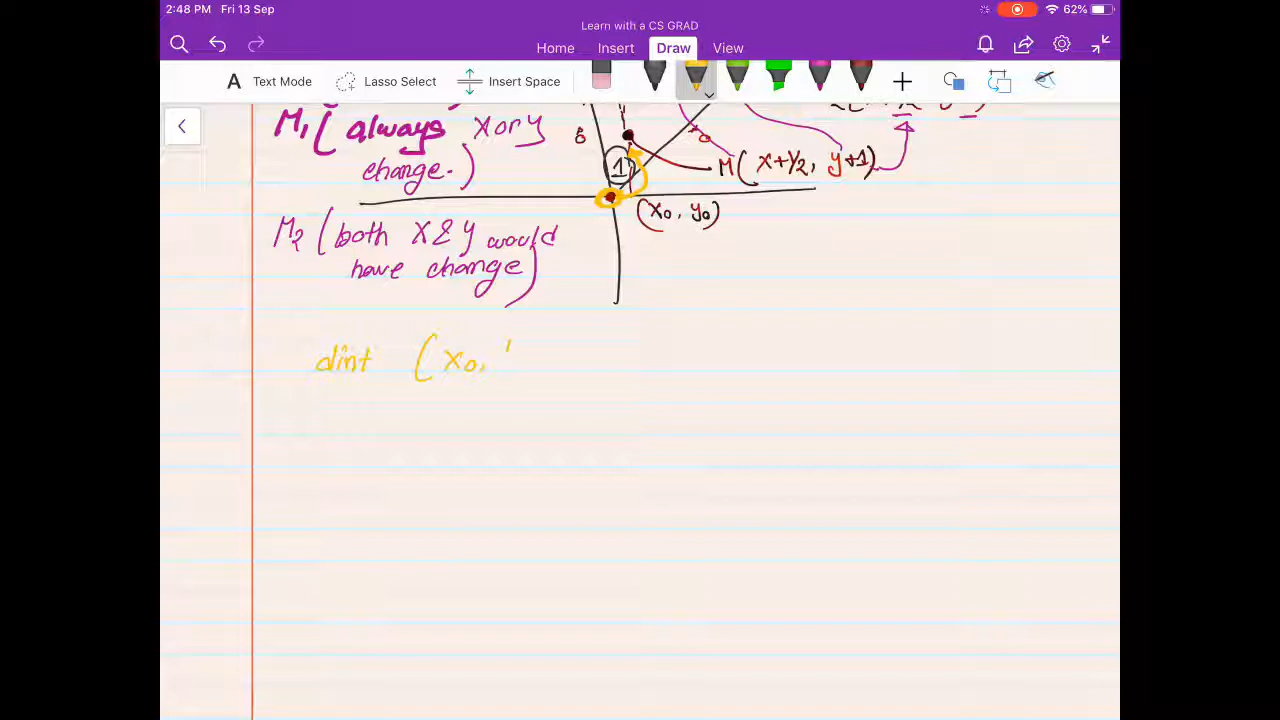 2:48 PM Fri 13 Sep
62%
Learn with a CS GRAD
Home Insert Draw View
A Text Mode Lasso Select Insert Space
M1 ( always x or y
change. )
1
M( x+1/2, y+1)
(x0, y0)
M2 (both x & y would
have change)
dint (x0,